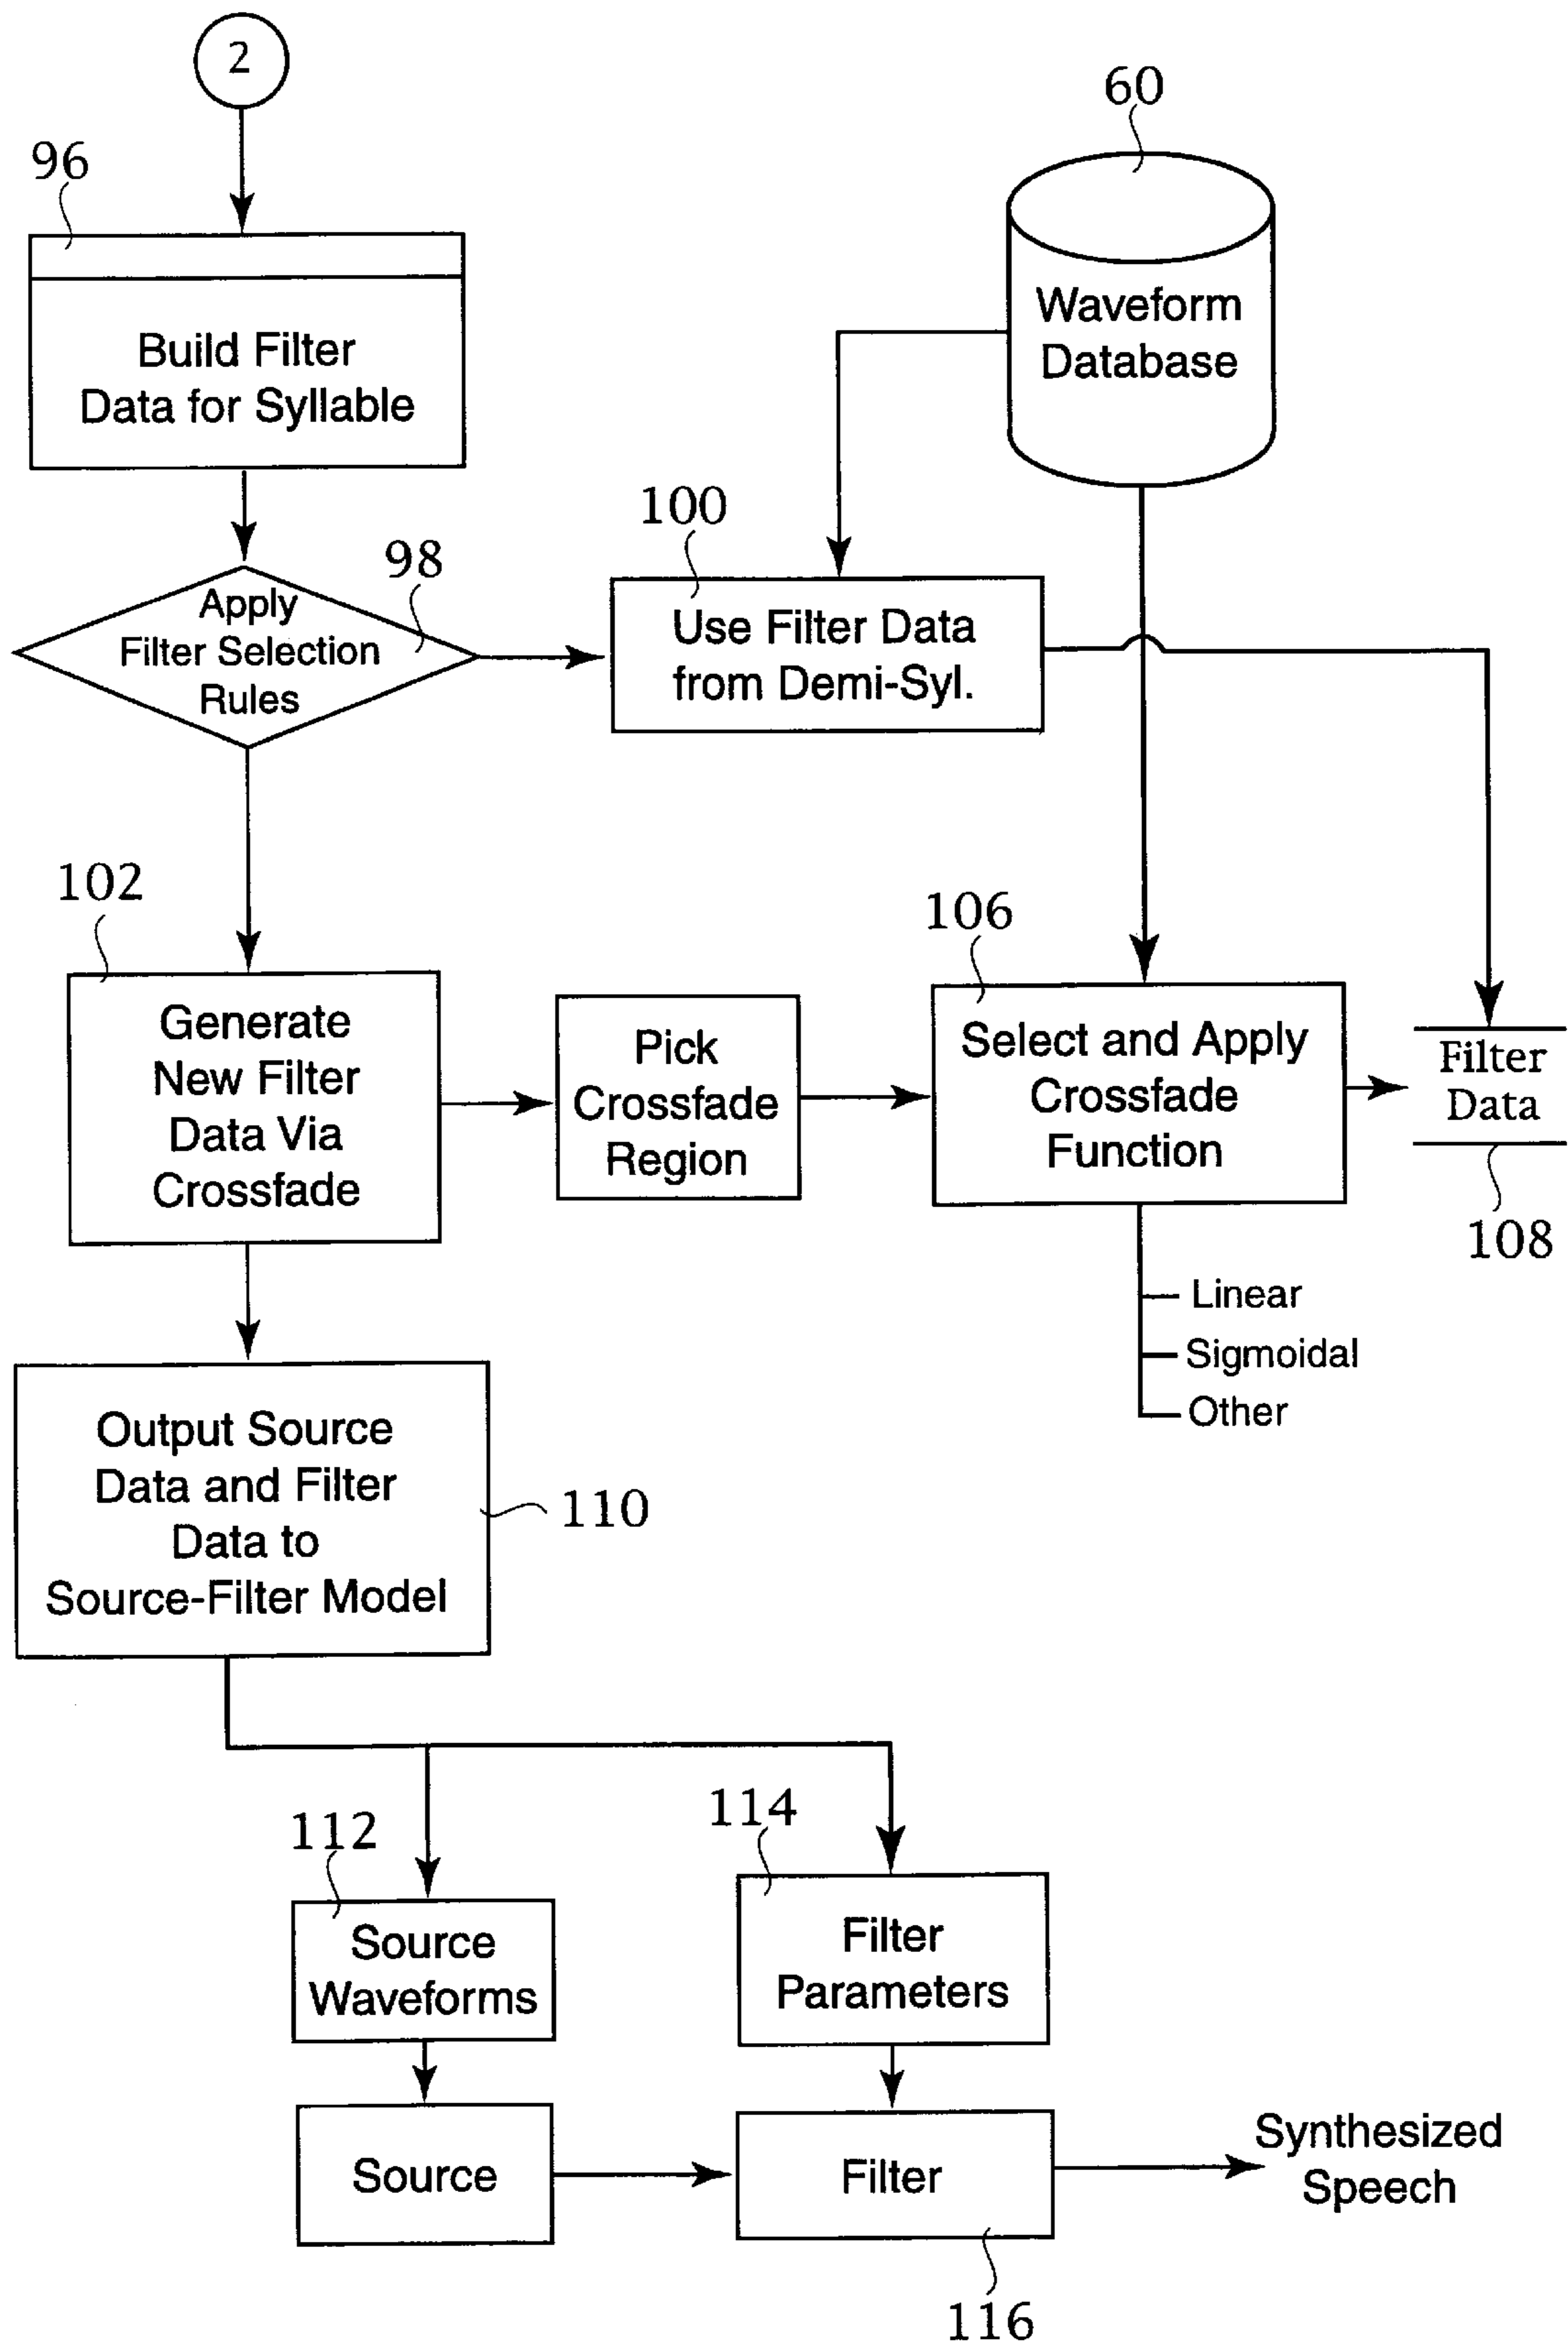 2
60
96
Waveform
Database
Build Filter
Data for Syllable
100
98
Apply
Filter Selection
Rules
Use Filter Data
from Demi-Syl.
102
106
Generate
New Filter
Data Via
Crossfade
Pick
Crossfade
Region
Select and Apply
Crossfade
Function
Filter
Data
108
Linear
Sigmoidal
Other
Output Source
Data and Filter
Data to
Source-Filter Model
110
112
114
Source
Waveforms
Filter
Parameters
Source
Filter
Synthesized
Speech
116